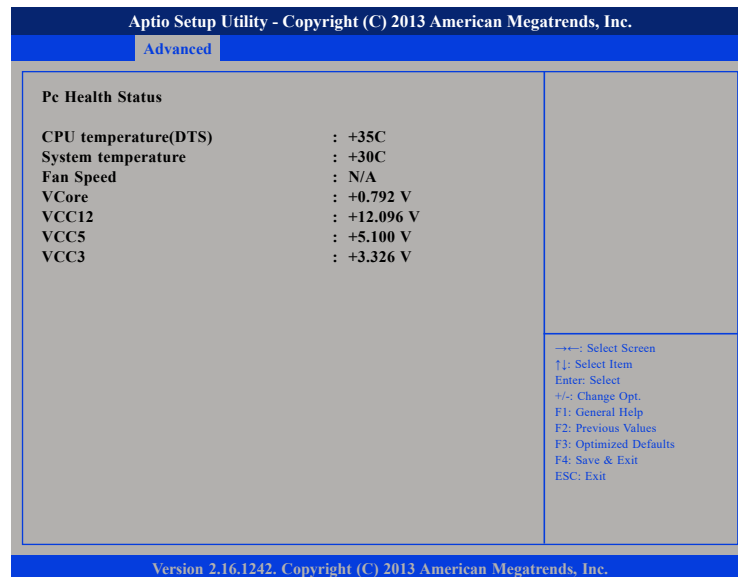 Aptio Setup Utility - Copyright (C) 2013 American Megatrends, Inc.
Advanced
Pc Health Status
CPU temperature(DTS) : +35C
System temperature : +30C
Fan Speed : N/A
VCore : +0.792 V
VCC12 : +12.096 V
VCC5 : +5.100 V
VCC3 : +3.326 V
→←: Select Screen
↑↓: Select Item
Enter: Select
+/-: Change Opt.
F1: General Help
F2: Previous Values
F3: Optimized Defaults
F4: Save & Exit
ESC: Exit
Version 2.16.1242. Copyright (C) 2013 American Megatrends, Inc.